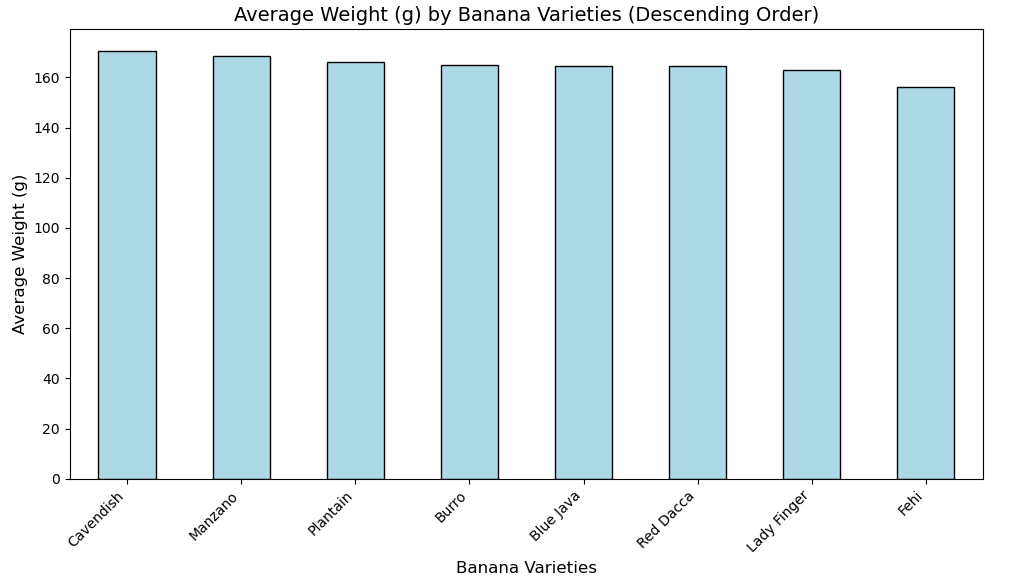 Average Weight (g) by Banana Varieties (Descending Order)
Average Weight (g)
160
140
120
100
80
60
40
20
0
Cavendish
Manzano
Plantain
Burro
Blue Java
Red Dacca
Lady Finger
Fehi
Banana Varieties